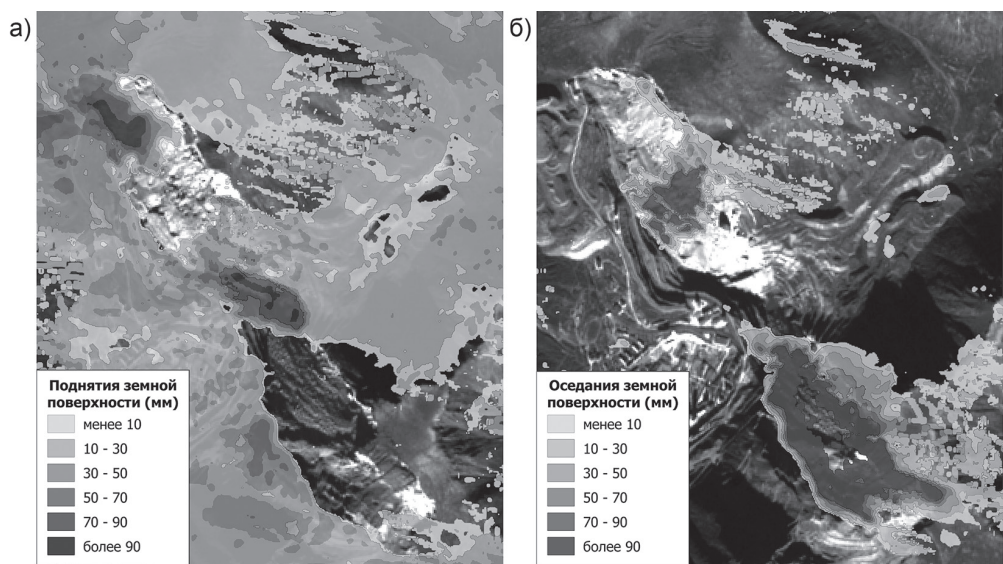 а)
Поднятия земной
поверхности (мм)
менее 10
10 - 30
30 - 50
50 - 70
70 - 90
более 90
б)
Оседания земной
поверхности (мм)
менее 10
10 - 30
30 - 50
50 - 70
70 - 90
более 90